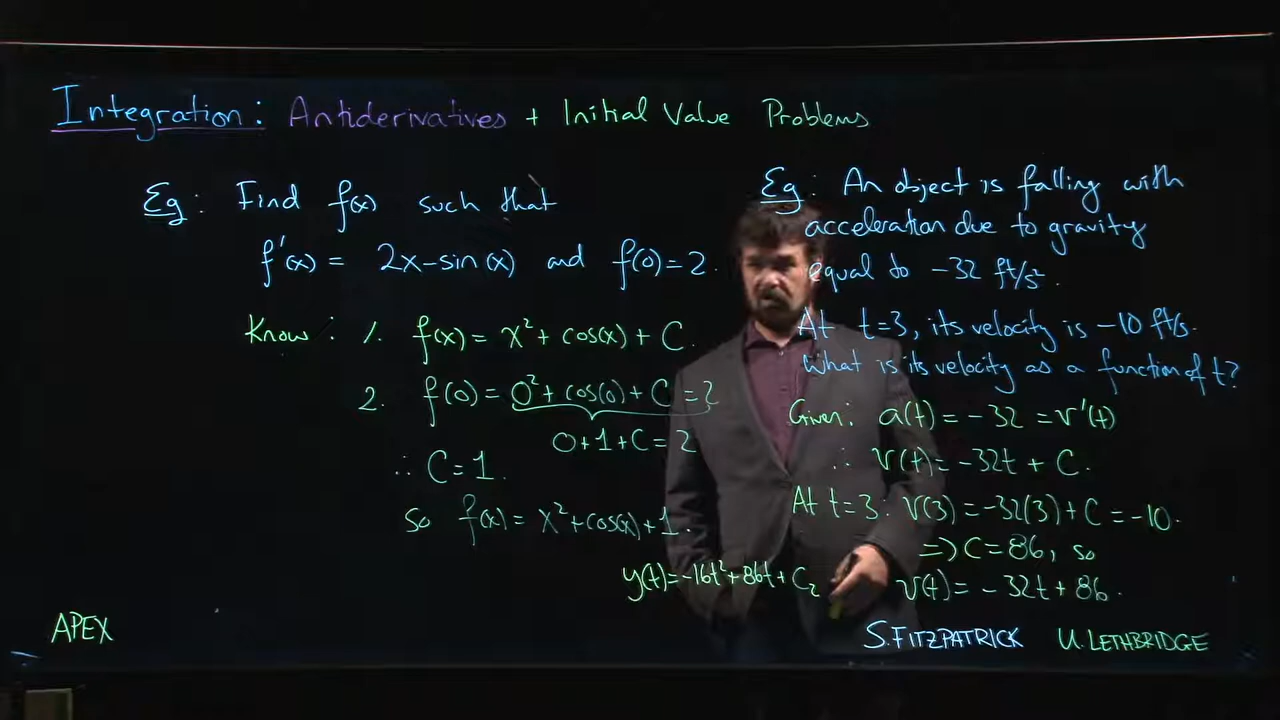 Integration: Antiderivatives + Initial Value Problems
Eg: Find f(x) such that
f'(x) = 2x-sin(x) and f(0)=2.
Know: 1. f(x) = x² + cos(x) + C.
2. f(0) = 0² + cos(0) + C = 2
0+1+C = 2
∴ C=1.
So f(x) = x²+cos(x)+1.
Eg: An object is falling with
acceleration due to gravity
equal to -32 ft/s².
At t=3, its velocity is -10 ft/s.
What is its velocity as a function of t?
Given: a(t) = -32 = v'(t)
∴ v(t) = -32t + C.
At t=3: v(3) = -32(3) + C = -10.
=> C=86, so
v(t) = -32t + 86.
y(t) = -16t² + 86t + C₂
APEX
S. FITZPATRICK U. LETHBRIDGE